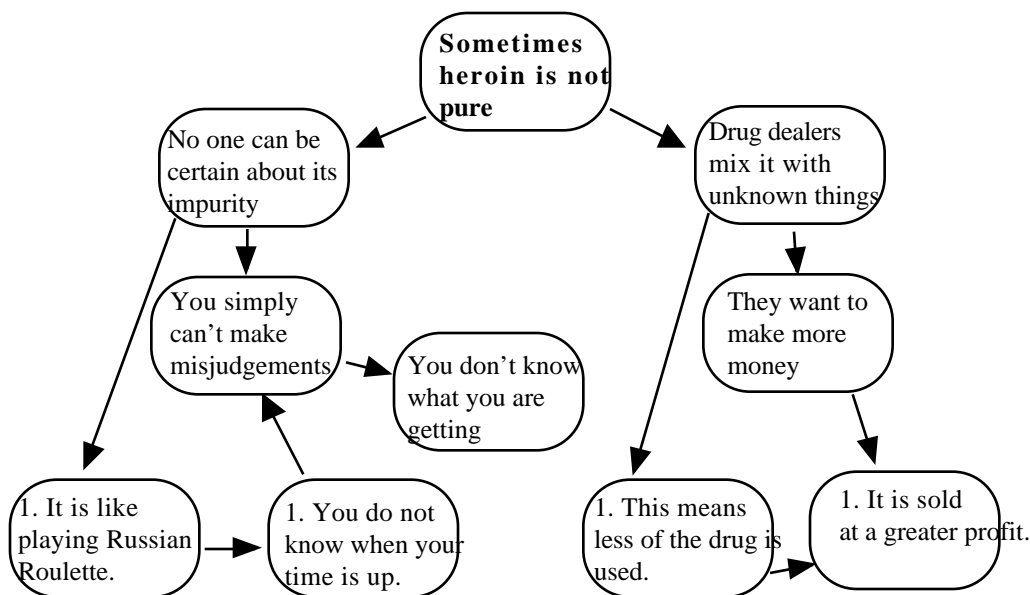 Sometimes
heroin is not
pure
No one can be
certain about its
impurity
Drug dealers
mix it with
unknown things
You simply
can’t make
misjudgements
They want to
make more
money
You don’t know
what you are
getting
1. It is like
playing Russian
Roulette.
1. You do not
know when your
time is up.
1. This means
less of the drug is
used.
1. It is sold
at a greater profit.